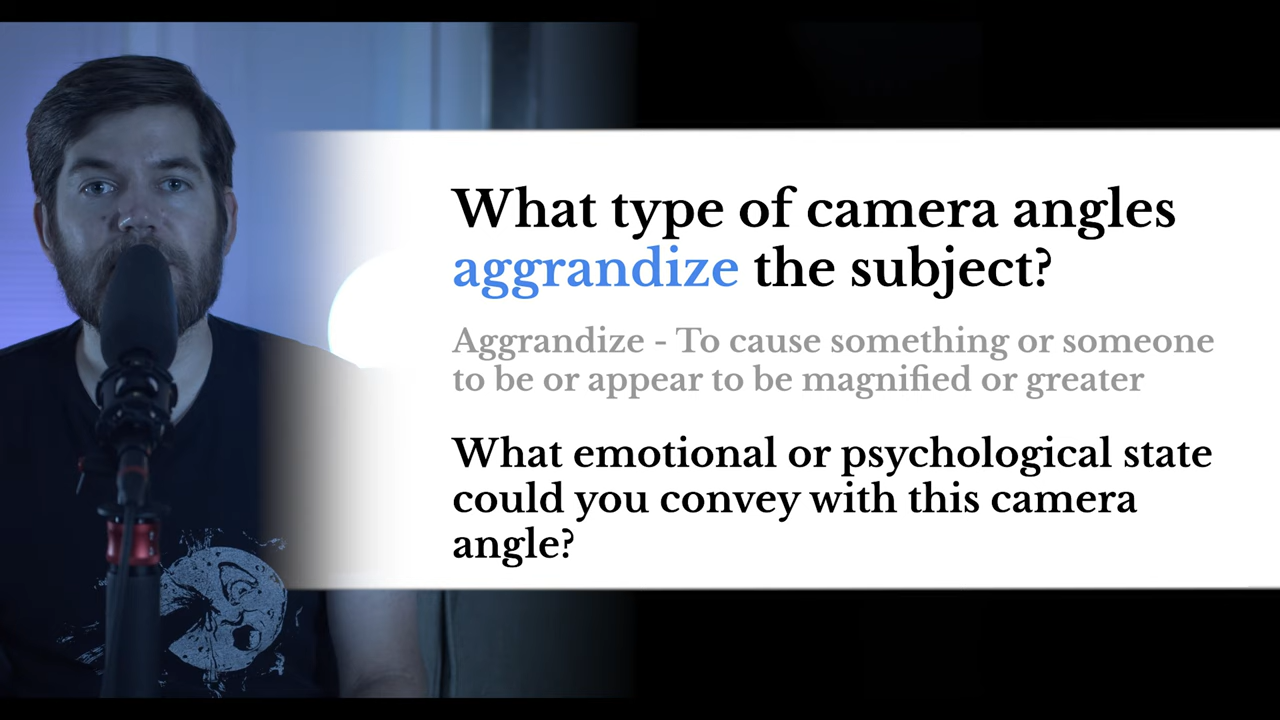 What type of camera angles
aggrandize the subject?
Aggrandize - To cause something or someone
to be or appear to be magnified or greater
What emotional or psychological state
could you convey with this camera
angle?